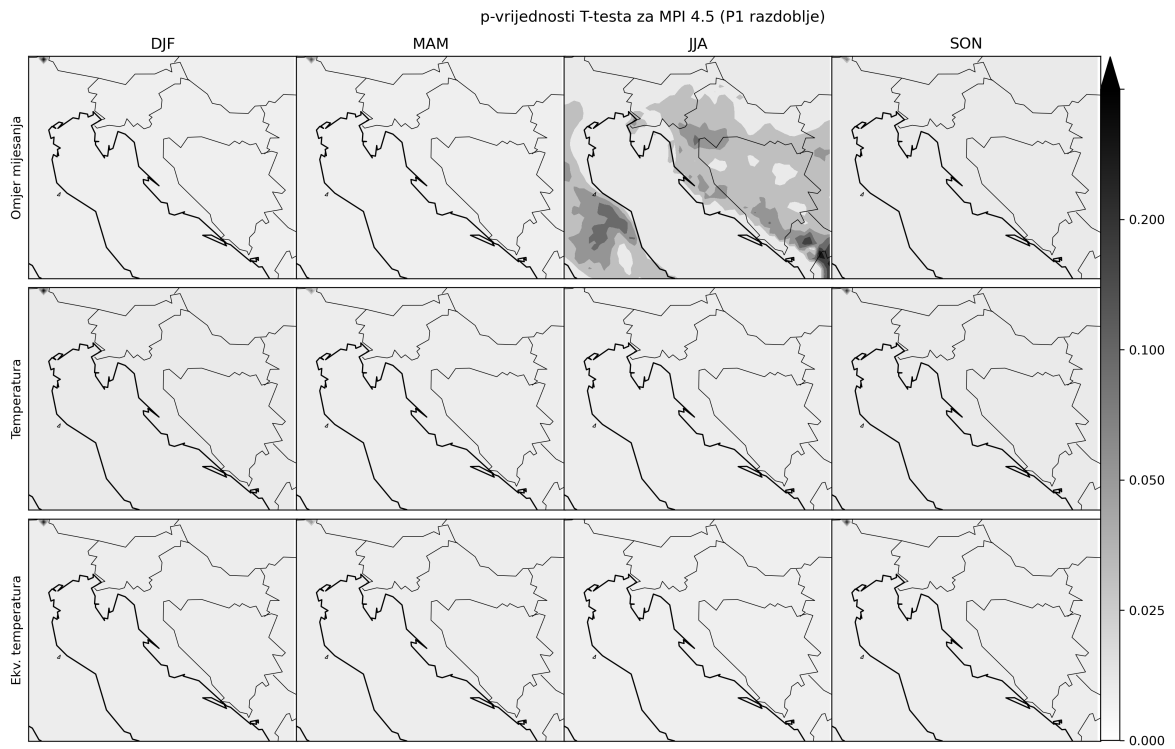 p-vrijednosti T-testa za MPI 4.5 (P1 razdoblje)
DJF
MAM
JJA
SON
Omjer mijesanja
Temperatura
Ekv. temperatura
0.200
0.100
0.050
0.025
0.000